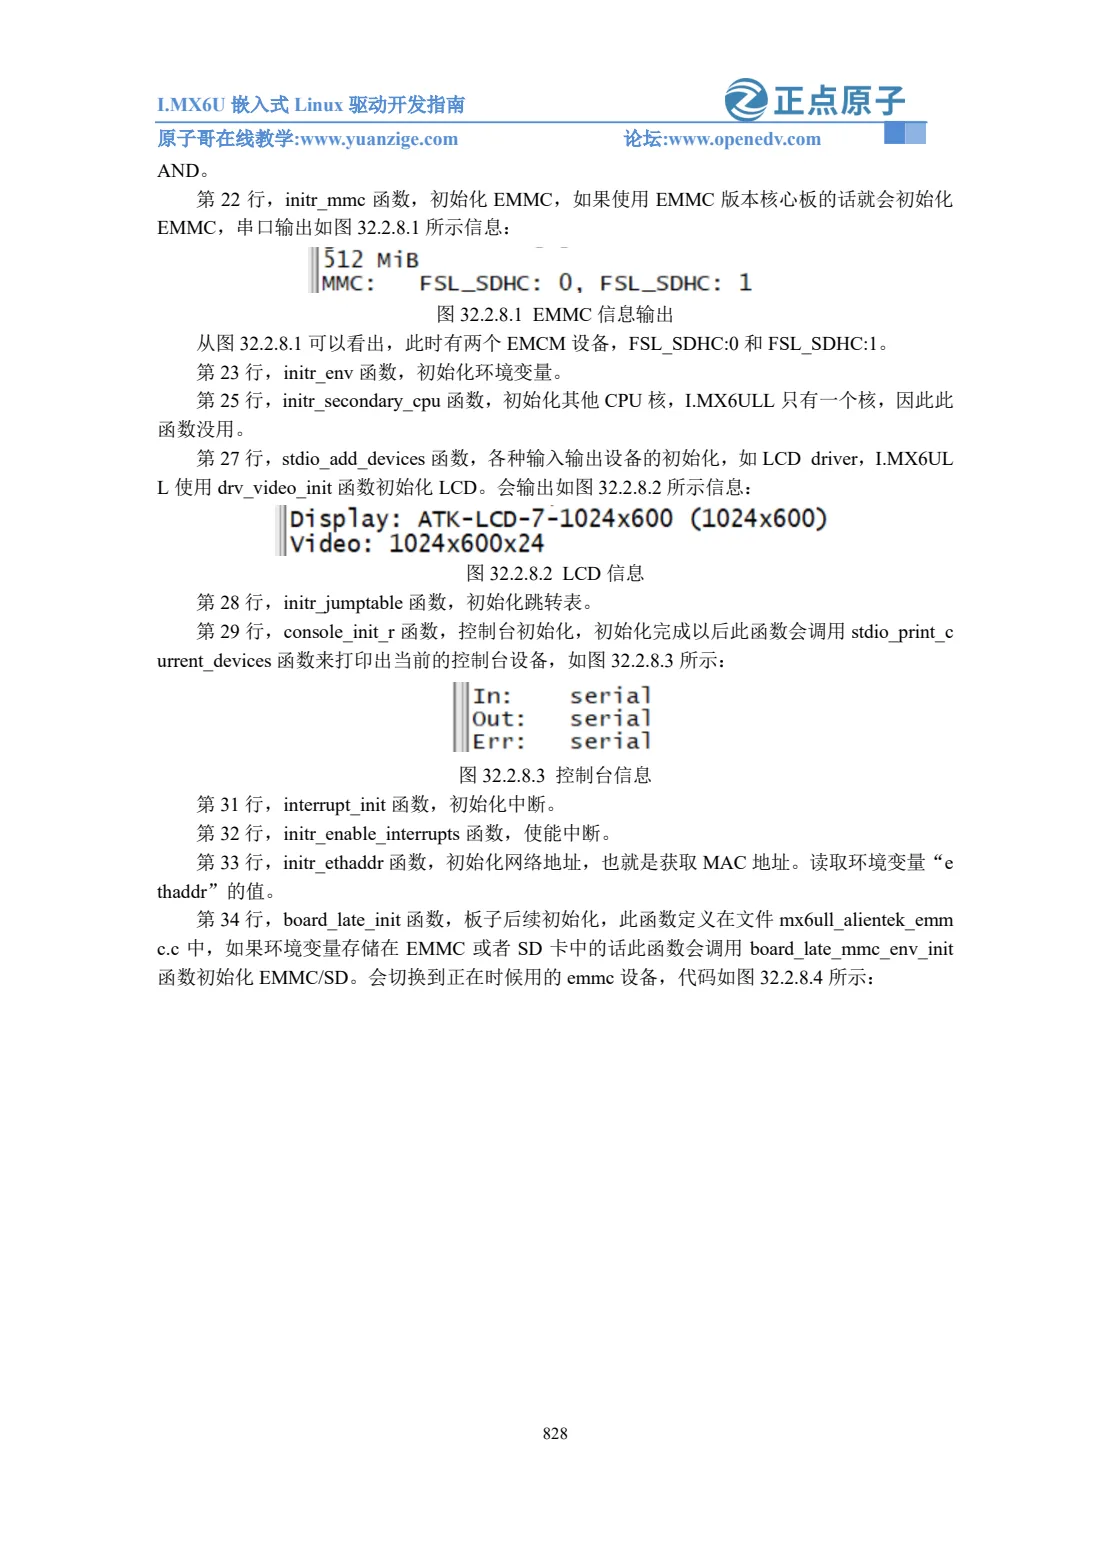 I.MX6U 嵌入式 Linux 驱动开发指南
正点原子
原子哥在线教学:www.yuanzige.com 论坛:www.openedv.com
AND。
第 22 行，initr_mmc 函数，初始化 EMMC，如果使用 EMMC 版本核心板的话就会初始化
EMMC，串口输出如图 32.2.8.1 所示信息：
512 MiB
MMC: FSL_SDHC: 0, FSL_SDHC: 1
图 32.2.8.1 EMMC 信息输出
从图 32.2.8.1 可以看出，此时有两个 EMCM 设备，FSL_SDHC:0 和 FSL_SDHC:1。
第 23 行，initr_env 函数，初始化环境变量。
第 25 行，initr_secondary_cpu 函数，初始化其他 CPU 核，I.MX6ULL 只有一个核，因此此
函数没用。
第 27 行，stdio_add_devices 函数，各种输入输出设备的初始化，如 LCD driver，I.MX6UL
L 使用 drv_video_init 函数初始化 LCD。会输出如图 32.2.8.2 所示信息：
Display: ATK-LCD-7-1024x600 (1024x600)
Video: 1024x600x24
图 32.2.8.2 LCD 信息
第 28 行，initr_jumptable 函数，初始化跳转表。
第 29 行，console_init_r 函数，控制台初始化，初始化完成以后此函数会调用 stdio_print_c
urrent_devices 函数来打印出当前的控制台设备，如图 32.2.8.3 所示：
In: serial
Out: serial
Err: serial
图 32.2.8.3 控制台信息
第 31 行，interrupt_init 函数，初始化中断。
第 32 行，initr_enable_interrupts 函数，使能中断。
第 33 行，initr_ethaddr 函数，初始化网络地址，也就是获取 MAC 地址。读取环境变量“e
thaddr”的值。
第 34 行，board_late_init 函数，板子后续初始化，此函数定义在文件 mx6ull_alientek_emm
c.c 中，如果环境变量存储在 EMMC 或者 SD 卡中的话此函数会调用 board_late_mmc_env_init
函数初始化 EMMC/SD。会切换到正在时候用的 emmc 设备，代码如图 32.2.8.4 所示：
828